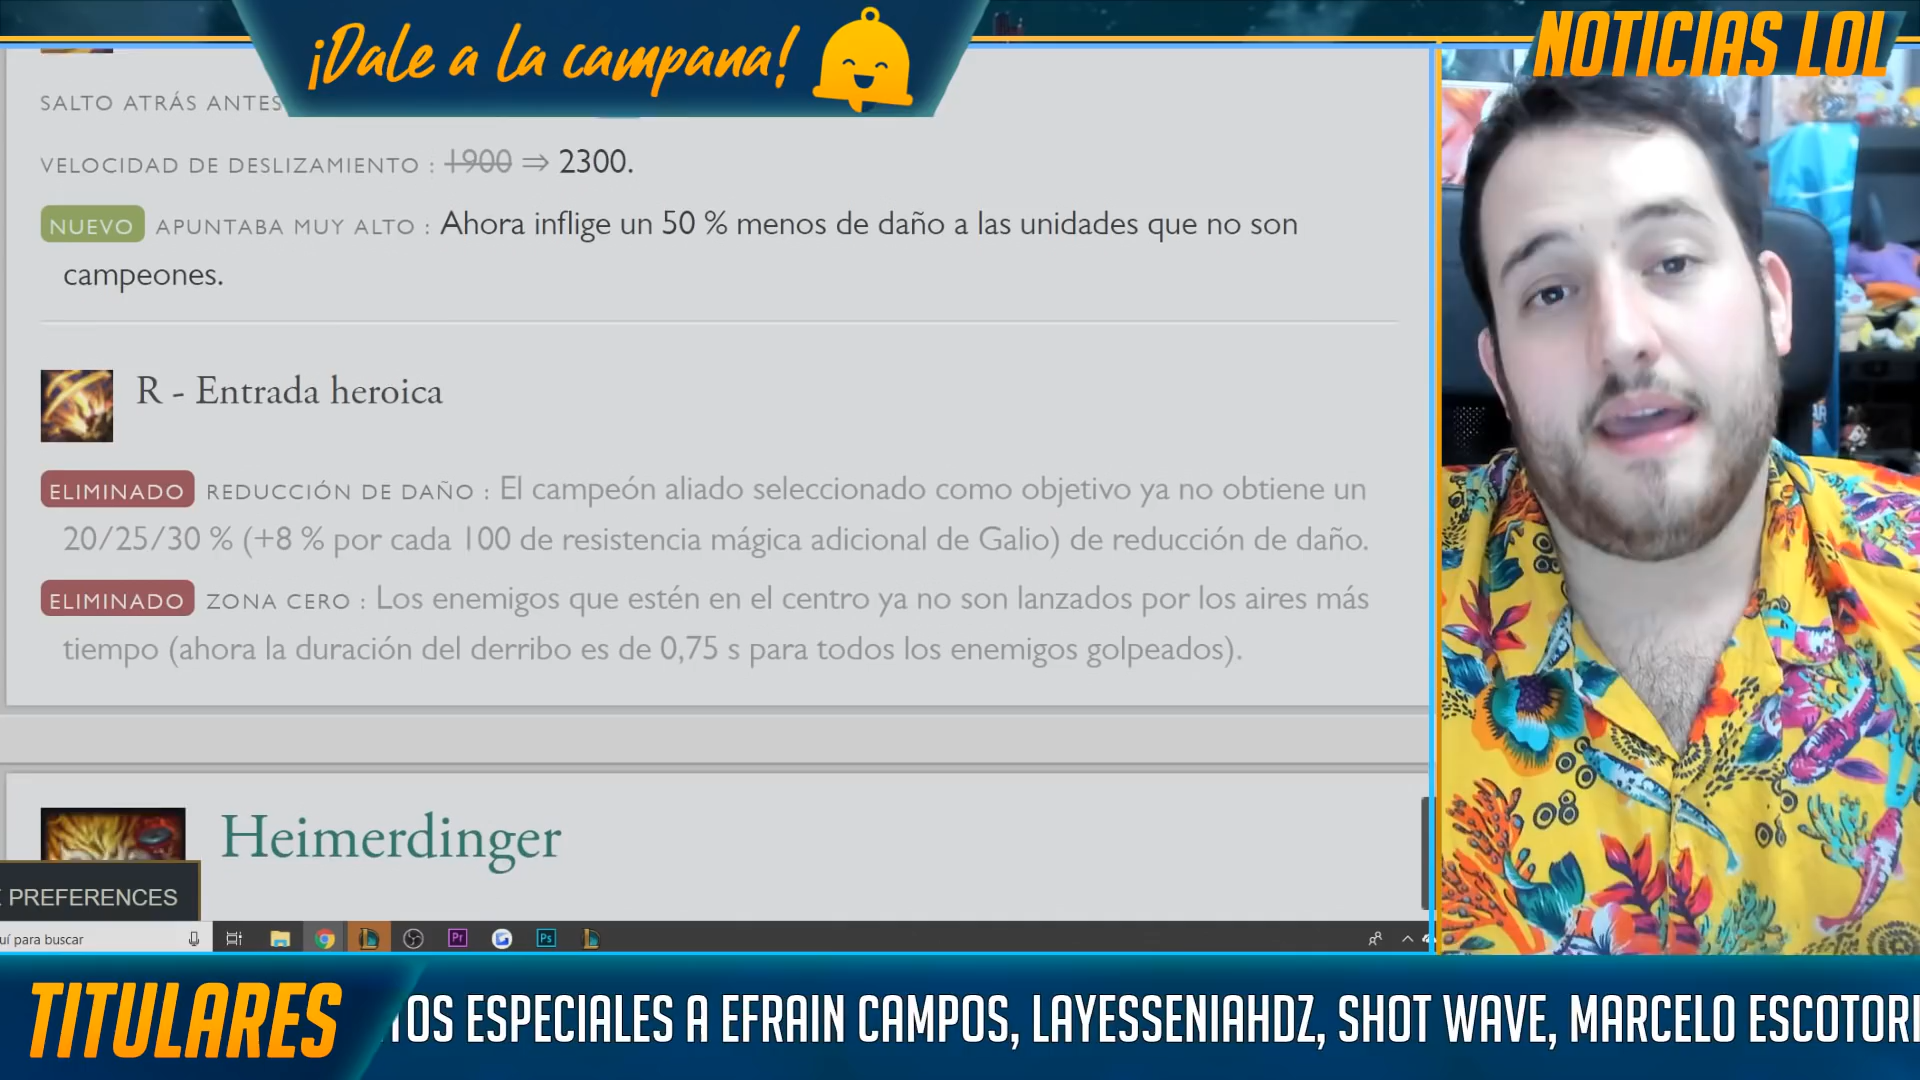 ¡Dale a la campana!
NOTICIAS LOL
SALTO ATRÁS ANTES
VELOCIDAD DE DESLIZAMIENTO : 1900 ⇒ 2300.
NUEVO APUNTABA MUY ALTO : Ahora inflige un 50 % menos de daño a las unidades que no son
campeones.
R - Entrada heroica
ELIMINADO REDUCCIÓN DE DAÑO : El campeón aliado seleccionado como objetivo ya no obtiene un
20/25/30 % (+8 % por cada 100 de resistencia mágica adicional de Galio) de reducción de daño.
ELIMINADO ZONA CERO : Los enemigos que estén en el centro ya no son lanzados por los aires más
tiempo (ahora la duración del derribo es de 0,75 s para todos los enemigos golpeados).
Heimerdinger
PREFERENCES
uí para buscar
Pr
Ps
TITULARES
TOS ESPECIALES A EFRAIN CAMPOS, LAYESSENIAHDZ, SHOT WAVE, MARCELO ESCOTORI